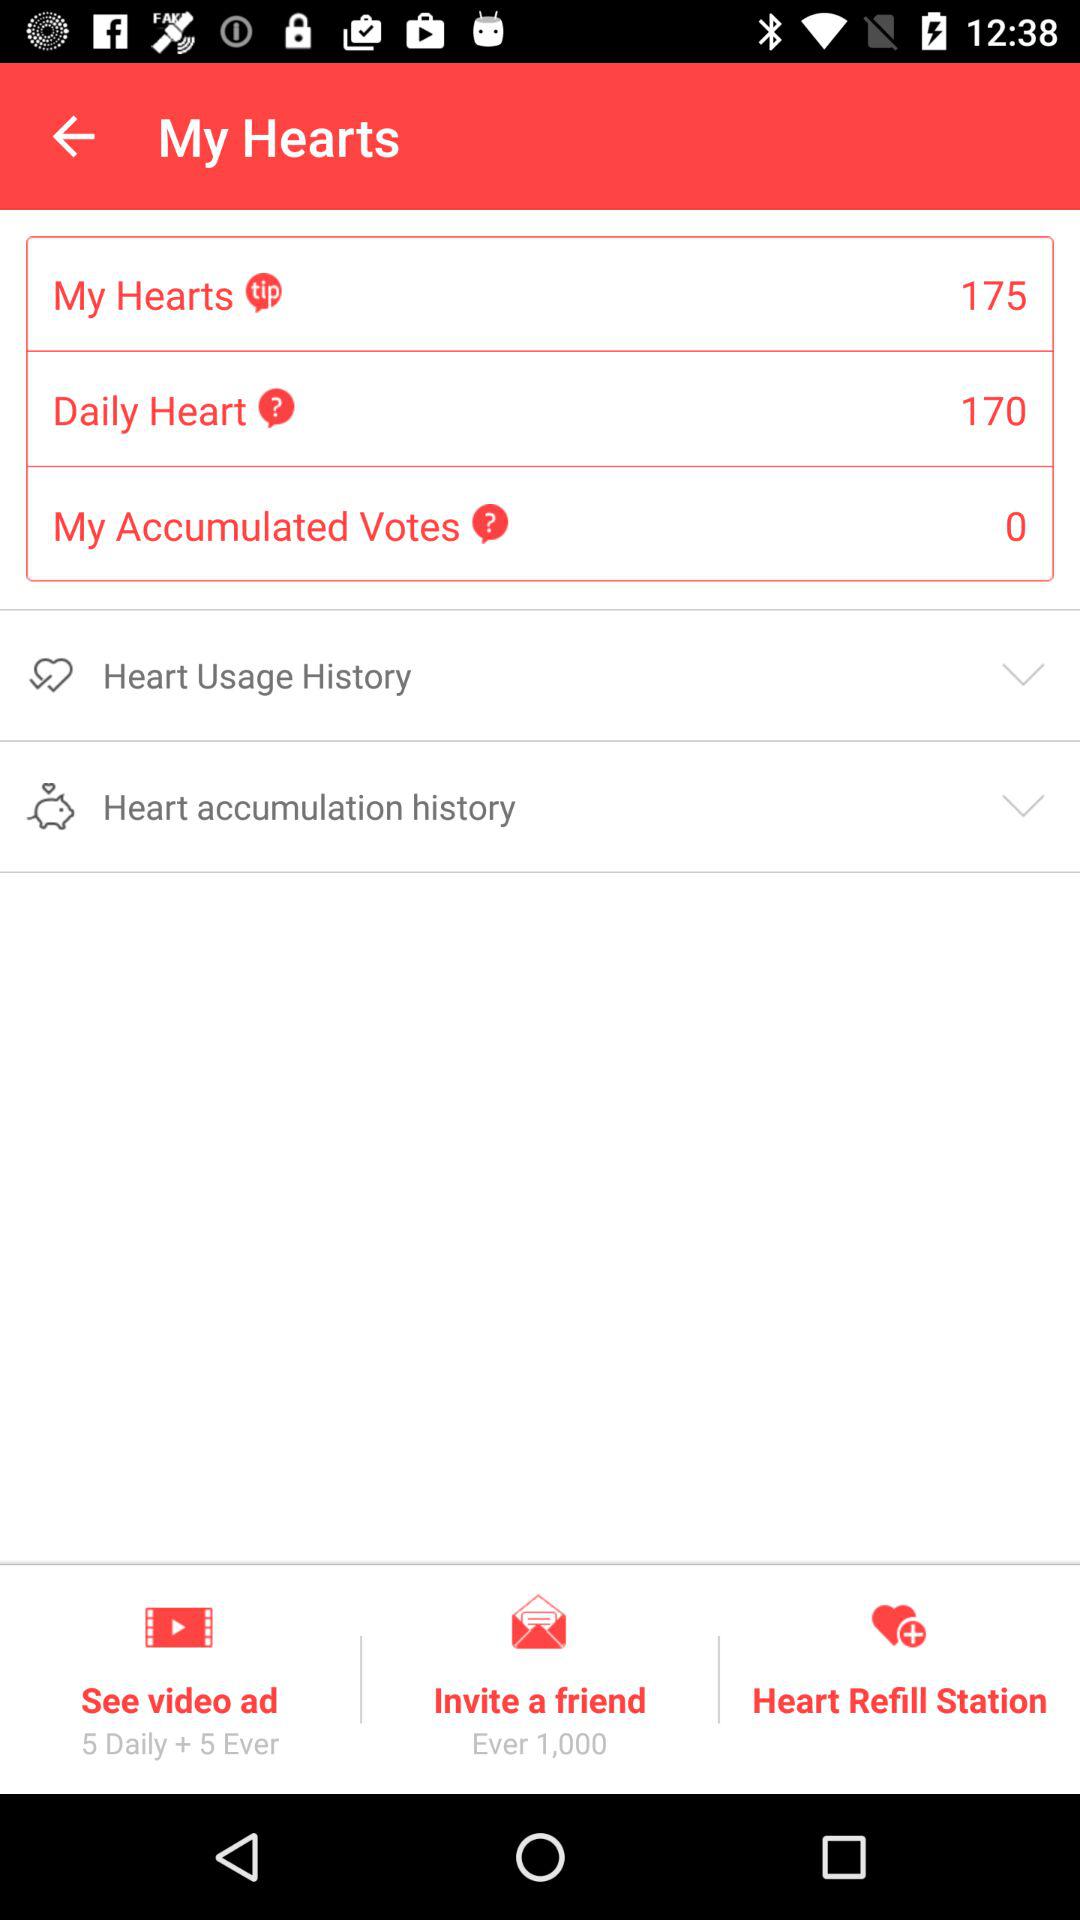 FAKE
12:38
My Hearts
My Hearts tip 175
Daily Heart ? 170
My Accumulated Votes ? 0
Heart Usage History
Heart accumulation history
See video ad
5 Daily + 5 Ever
Invite a friend
Ever 1,000
Heart Refill Station